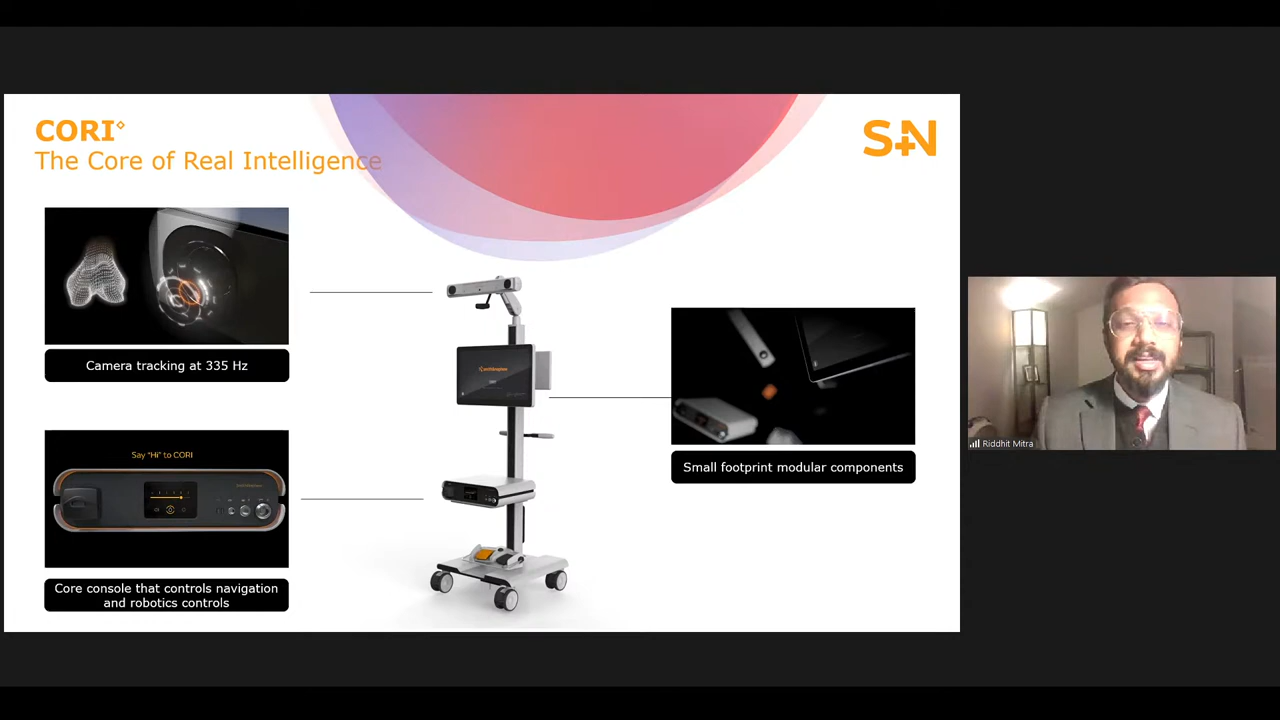 CORI◊
The Core of Real Intelligence
S+N
Camera tracking at 335 Hz
Say “Hi” to CORI
Core console that controls navigation
and robotics controls
Small footprint modular components
Riddhit Mitra